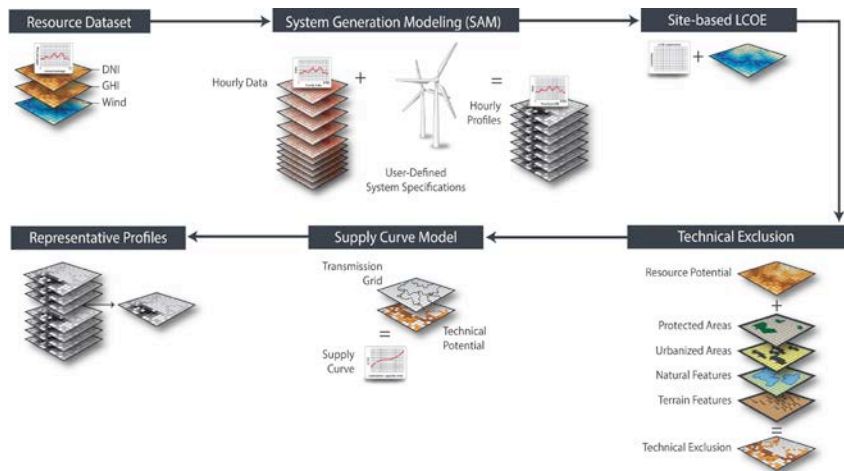 Resource Dataset
System Generation Modeling (SAM)
Site-based LCOE
DNI
GHI
Wind
Hourly Data
+
=
Hourly
Profiles
User-Defined
System Specifications
+
Representative Profiles
Supply Curve Model
Technical Exclusion
Transmission
Grid
Technical
Potential
=
Supply
Curve
Resource Potential
+
Protected Areas
Urbanized Areas
Natural Features
Terrain Features
=
Technical Exclusion